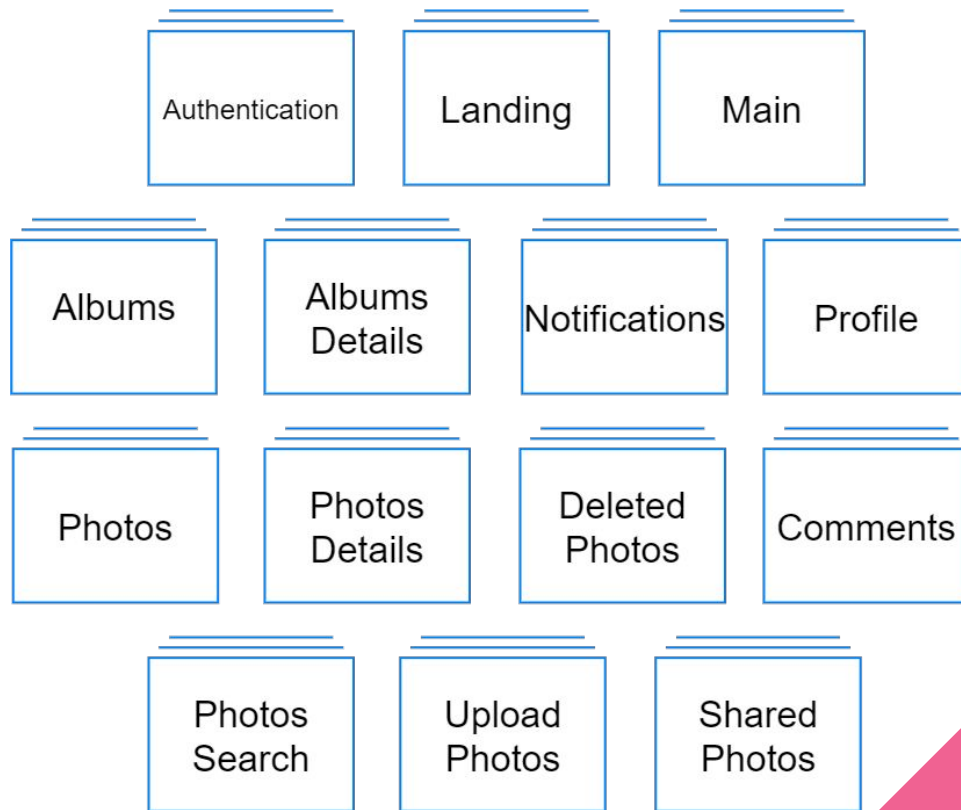 Authentication
Landing
Main
Albums
Albums
Details
Notifications
Profile
Photos
Photos
Details
Deleted
Photos
Comments
Photos
Search
Upload
Photos
Shared
Photos